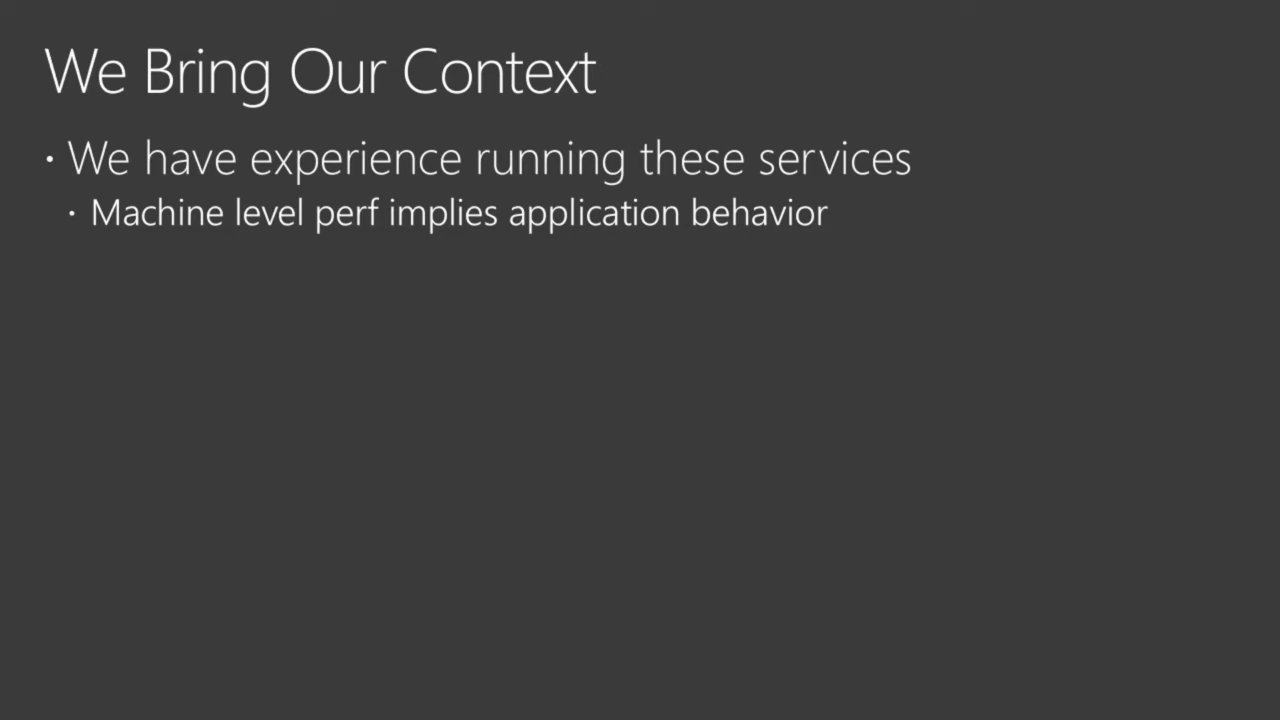 We Bring Our Context
· We have experience running these services
· Machine level perf implies application behavior